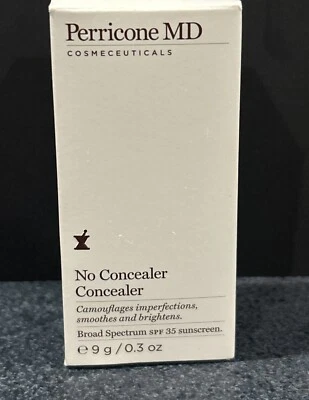 Perricone MD
COSMECEUTICALS
No Concealer
Concealer
Camouflages imperfections,
smoothes and brightens.
Broad Spectrum SPF 35 sunscreen.
℮ 9 g / 0.3 oz